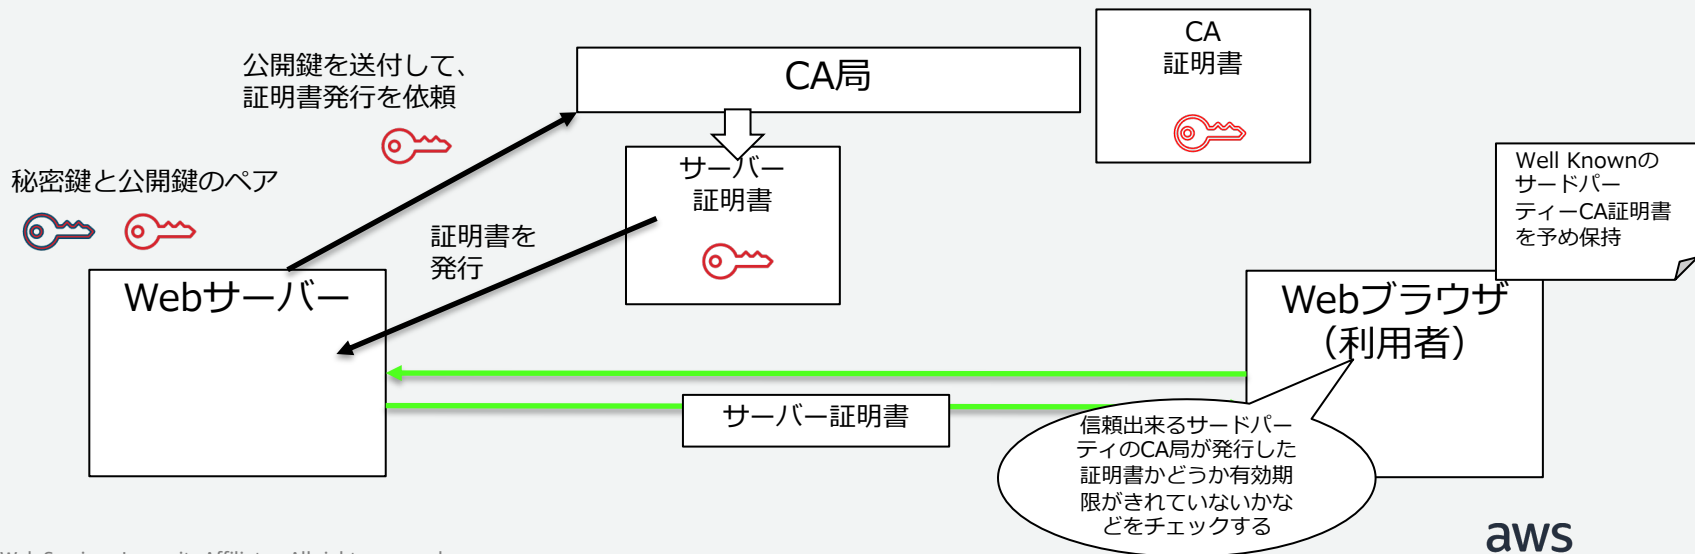 公開鍵を送付して、
証明書発行を依頼
CA局
CA
証明書
秘密鍵と公開鍵のペア
サーバー
証明書
Well Knownの
サードパー
ティーCA証明書
を予め保持
証明書を
発行
Webサーバー
Webブラウザ
（利用者）
サーバー証明書
信頼出来るサードパー
ティのCA局が発行した
証明書かどうか有効期
限がきれていないかな
どをチェックする
aws